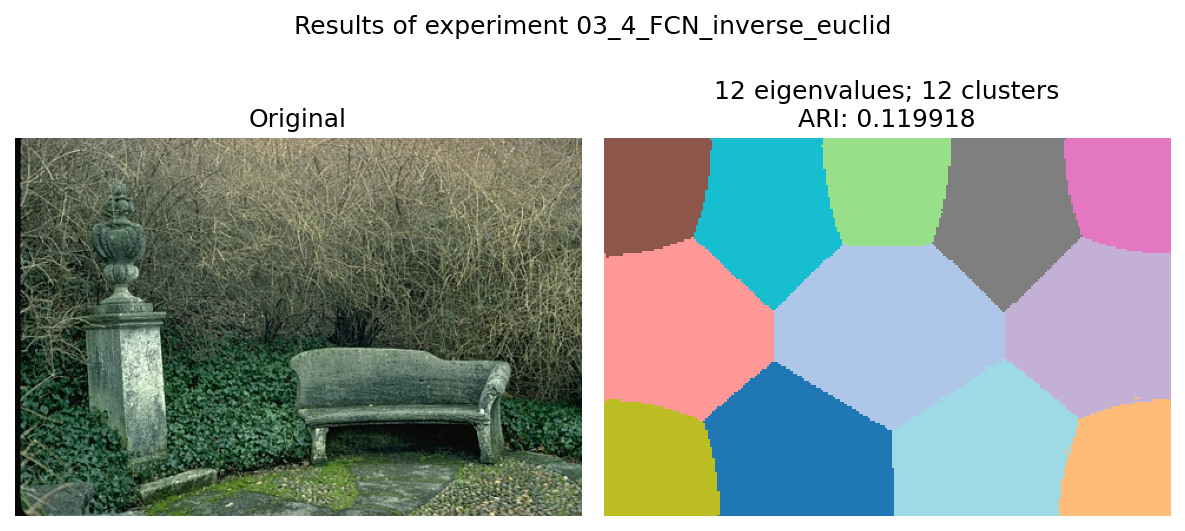 Results of experiment 03_4_FCN_inverse_euclid
Original
12 eigenvalues; 12 clusters
ARI: 0.119918